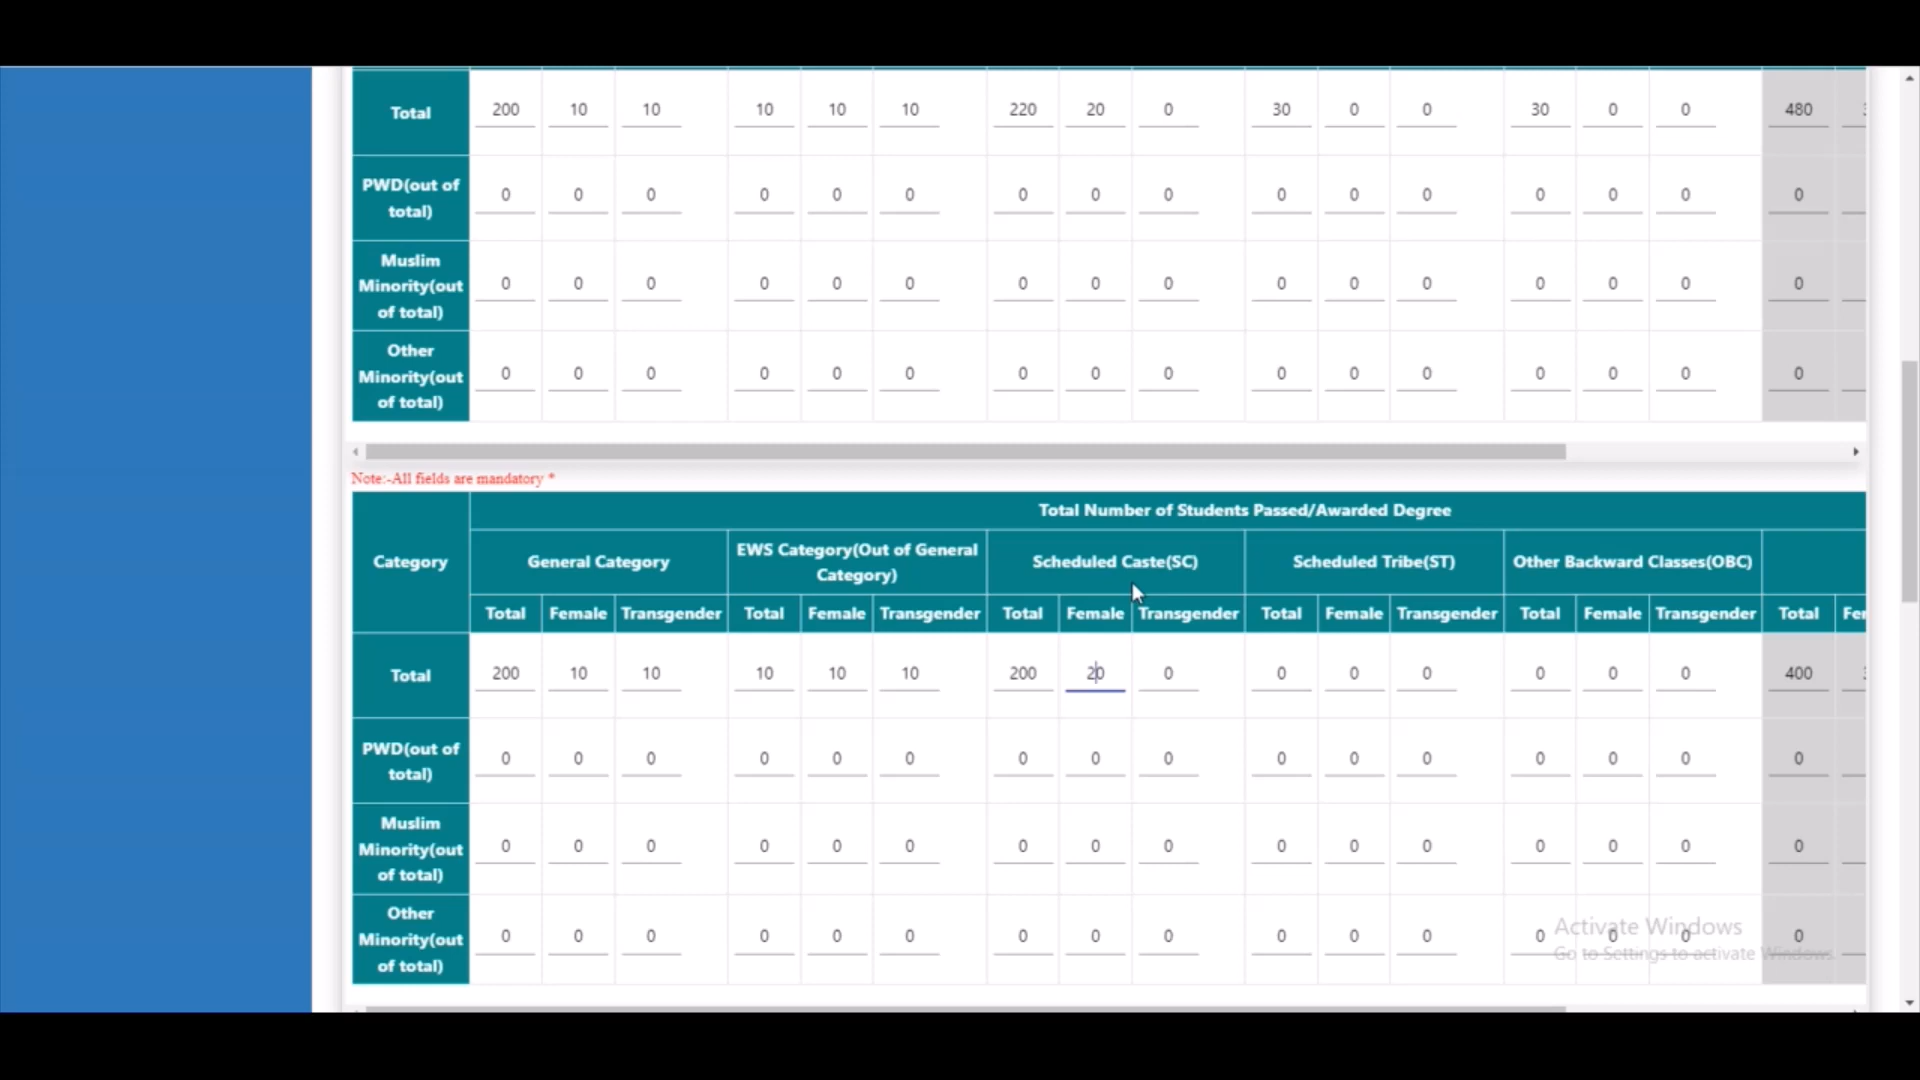 Total 200 10 10 10 10 10 220 20 0 30 0 0 30 0 0 480
PWD(out of
total) 0 0 0 0 0 0 0 0 0 0 0 0 0 0 0 0
Muslim
Minority(out
of total) 0 0 0 0 0 0 0 0 0 0 0 0 0 0 0 0
Other
Minority(out
of total) 0 0 0 0 0 0 0 0 0 0 0 0 0 0 0 0
Note:-All fields are mandatory *
Total Number of Students Passed/Awarded Degree
Category General Category EWS Category(Out of General
Category) Scheduled Caste(SC) Scheduled Tribe(ST) Other Backward Classes(OBC)
Total Female Transgender Total Female Transgender Total Female Transgender Total Female Transgender Total Female Transgender Total
Total 200 10 10 10 10 10 200 20 0 0 0 0 0 0 0 400
PWD(out of
total) 0 0 0 0 0 0 0 0 0 0 0 0 0 0 0 0
Muslim
Minority(out
of total) 0 0 0 0 0 0 0 0 0 0 0 0 0 0 0 0
Other
Minority(out
of total) 0 0 0 0 0 0 0 0 0 0 0 0 0 0 0 0
Activate Windows
Go to Settings to activate Windows.